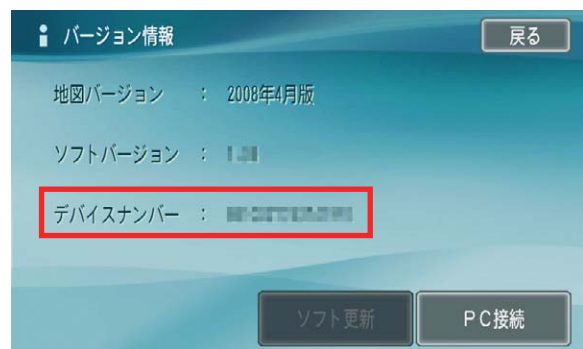 バージョン情報
戻る
地図バージョン : 2008年4月版
ソフトバージョン :
デバイスナンバー :
ソフト更新
PC接続